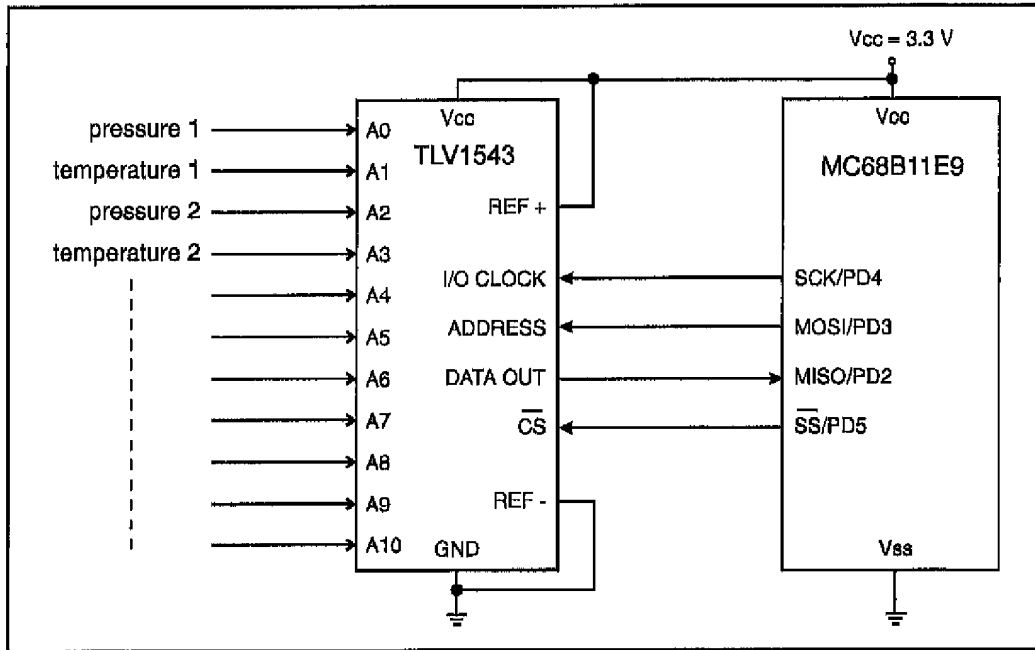 Vcc = 3.3 V
Vcc
TLV1543
pressure 1
temperature 1
pressure 2
temperature 2
A0
A1
A2
A3
A4
A5
A6
A7
A8
A9
A10
REF +
I/O CLOCK
ADDRESS
DATA OUT
CS
REF -
GND
Vcc
MC68B11E9
SCK/PD4
MOSI/PD3
MISO/PD2
SS/PD5
Vss